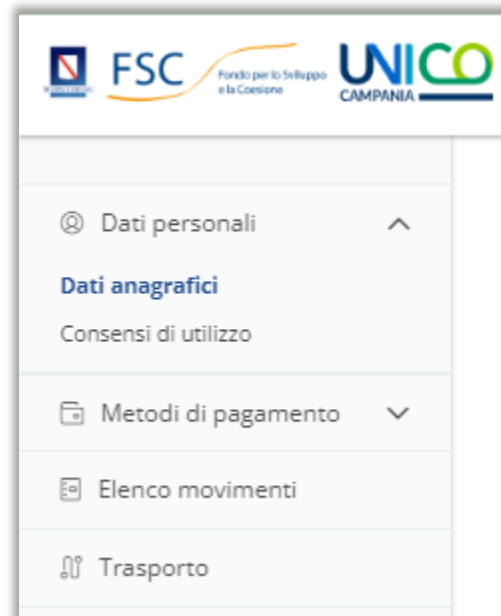 FSC
Fondo per lo Sviluppo
e la Coesione
UNICO
CAMPANIA
Dati personali
Dati anagrafici
Consensi di utilizzo
Metodi di pagamento
Elenco movimenti
Trasporto